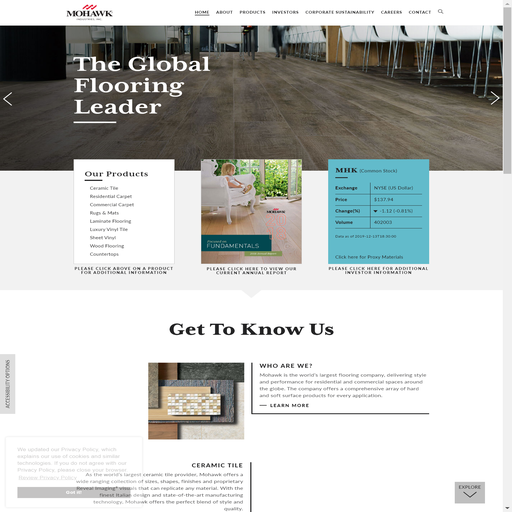 MOHAWK
INDUSTRIES, INC.
HOME ABOUT PRODUCTS INVESTORS CORPORATE SUSTAINABILITY CAREERS CONTACT
The Global
Flooring
Leader
Our Products
Ceramic Tile
Residential Carpet
Commercial Carpet
Rugs & Mats
Laminate Flooring
Luxury Vinyl Tile
Sheet Vinyl
Wood Flooring
Countertops
PLEASE CLICK ABOVE ON A PRODUCT
FOR ADDITIONAL INFORMATION
MOHAWK
FUNDAMENTALS
PLEASE CLICK HERE TO VIEW OUR
CURRENT ANNUAL REPORT
MHK (Common Stock)
Exchange NYSE (US Dollar)
Price $137.94
Change(%) -1.12 (-0.81%)
Volume 402003
Click here for Proxy Materials
PLEASE CLICK HERE FOR ADDITIONAL
INVESTOR INFORMATION
Get To Know Us
WHO ARE WE?
Mohawk is the world's largest flooring company, delivering style
and performance for residential and commercial spaces around
the globe. The company offers a comprehensive array of hard
and soft surface products for every application.
LEARN MORE
ACCESSIBILITY OPTIONS
CERAMIC TILE
As the world's largest ceramic tile provider, Mohawk offers a
wide ranging collection of sizes, shapes, finishes and proprietary
Reveal Imaging® visuals that can replicate any material. With the
finest Italian design and state-of-the-art manufacturing
technology, Mohawk offers the perfect blend of style and
quality.
We updated our Privacy Policy, which
explains our use of cookies and similar
technologies. If you do not agree with our
Privacy Policy, please close your browser.
Review Privacy Policy
Got it!
EXPLORE